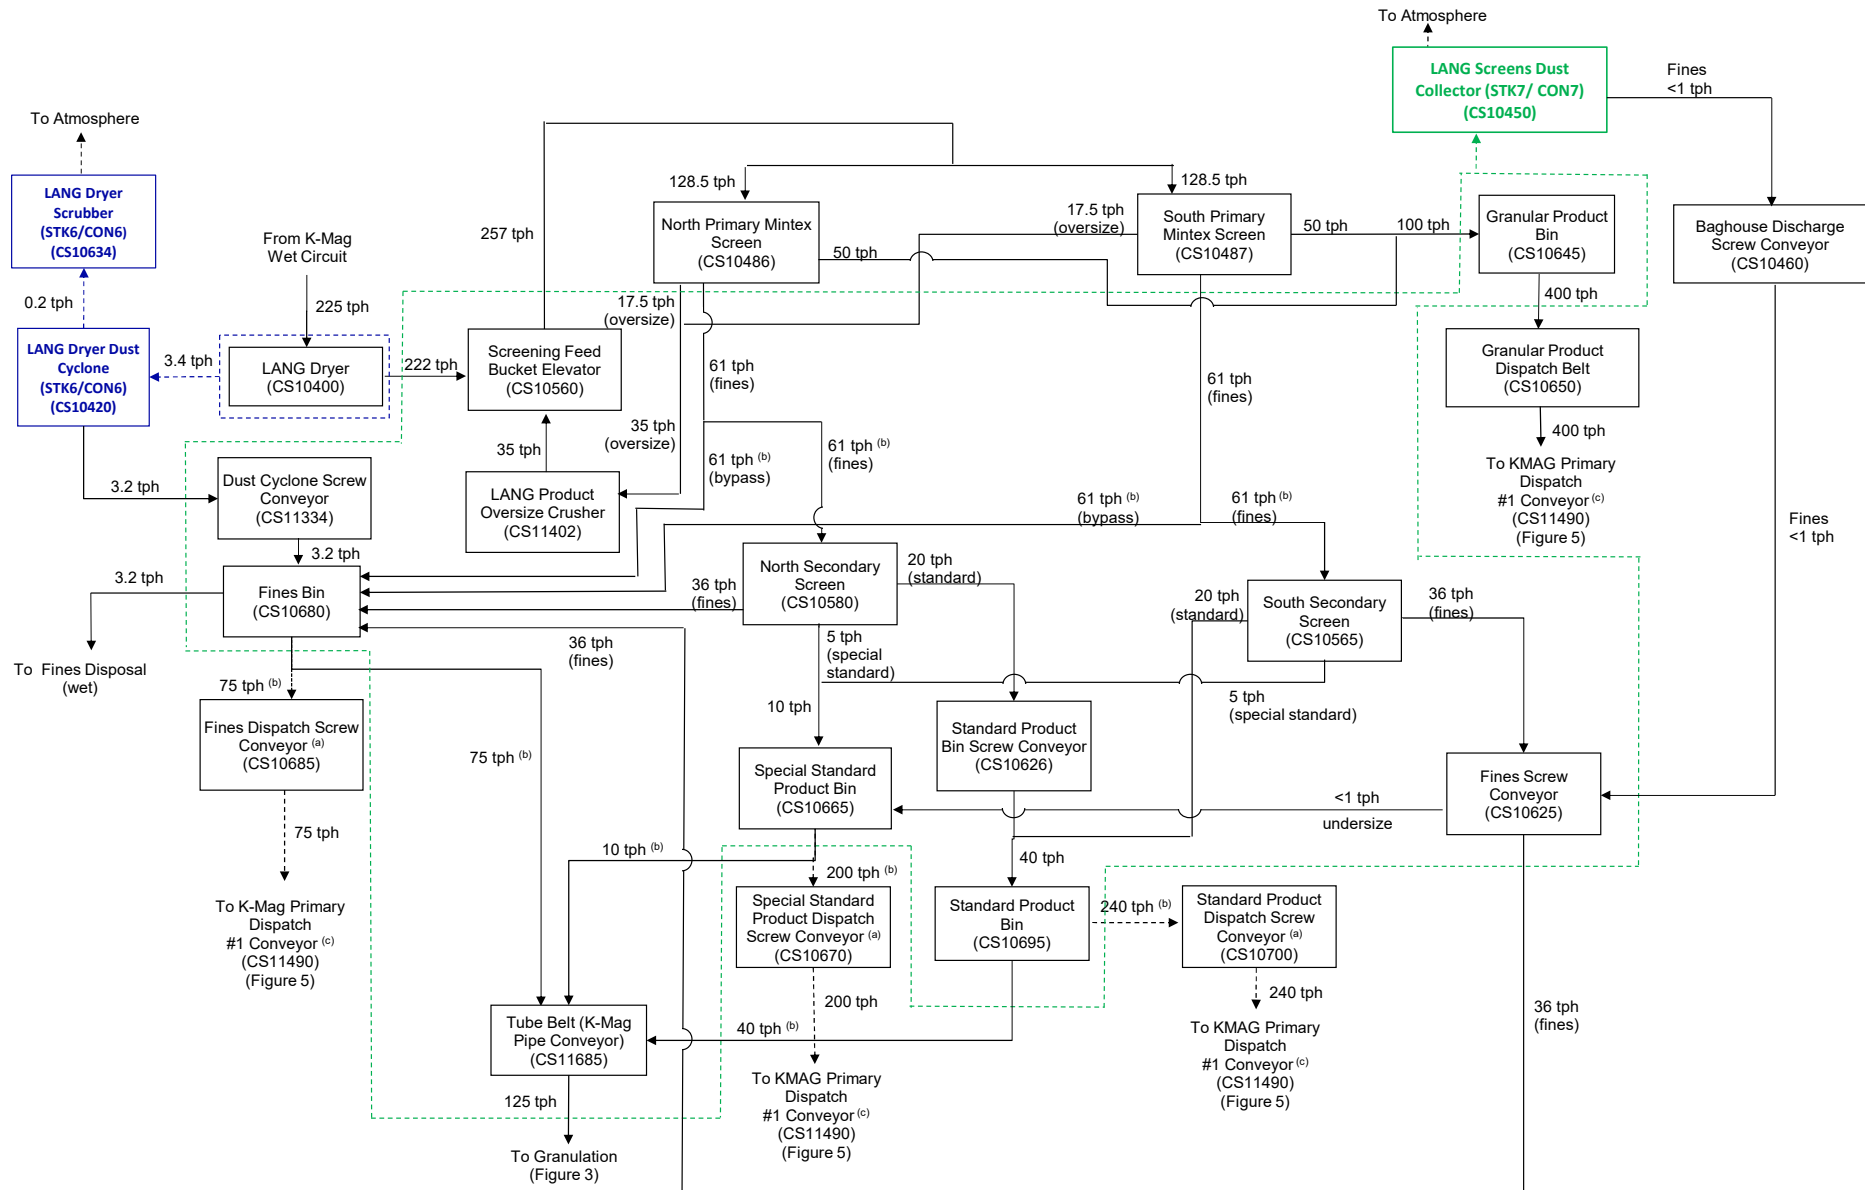 To Atmosphere
LANG Screens Dust
Collector (STK7/ CON7)
(CS10450)
Fines
<1 tph
To Atmosphere
LANG Dryer
Scrubber
(STK6/CON6)
(CS10634)
0.2 tph
From K-Mag
Wet Circuit
225 tph
257 tph
128.5 tph
128.5 tph
North Primary Mintex
Screen
(CS10486)
50 tph
17.5 tph
(oversize)
South Primary
Mintex Screen
(CS10487)
50 tph
100 tph
Granular Product
Bin
(CS10645)
400 tph
Baghouse Discharge
Screw Conveyor
(CS10460)
LANG Dryer Dust
Cyclone
(STK6/CON6)
(CS10420)
3.4 tph
LANG Dryer
(CS10400)
222 tph
Screening Feed
Bucket Elevator
(CS10560)
17.5 tph
(oversize)
61 tph
(fines)
61 tph
(fines)
Granular Product
Dispatch Belt
(CS10650)
400 tph
To KMAG Primary
Dispatch
#1 Conveyor (c)
(CS11490)
(Figure 5)
35 tph
35 tph
(oversize)
61 tph (b)
(bypass)
61 tph (b)
(fines)
3.2 tph
Dust Cyclone Screw
Conveyor
(CS11334)
3.2 tph
LANG Product
Oversize Crusher
(CS11402)
61 tph (b)
(bypass)
61 tph (b)
(fines)
Fines
<1 tph
3.2 tph
Fines Bin
(CS10680)
To  Fines Disposal
(wet)
36 tph
(fines)
North Secondary
Screen
(CS10580)
20 tph
(standard)
20 tph
(standard)
South Secondary
Screen
(CS10565)
36 tph
(fines)
36 tph
(fines)
5 tph
(special
standard)
5 tph
(special standard)
75 tph (b)
Fines Dispatch Screw
Conveyor (a)
(CS10685)
75 tph
To K-Mag Primary
Dispatch
#1 Conveyor (c)
(CS11490)
(Figure 5)
75 tph (b)
10 tph
Special Standard
Product Bin
(CS10665)
Standard Product
Bin Screw Conveyor
(CS10626)
<1 tph
undersize
Fines Screw
Conveyor
(CS10625)
10 tph (b)
200 tph (b)
40 tph
Special Standard
Product Dispatch
Screw Conveyor (a)
(CS10670)
Standard Product
Bin
(CS10695)
240 tph (b)
Standard Product
Dispatch Screw
Conveyor (a)
(CS10700)
200 tph
240 tph
Tube Belt (K-Mag
Pipe Conveyor)
(CS11685)
40 tph (b)
36 tph
(fines)
To KMAG Primary
Dispatch
#1 Conveyor (c)
(CS11490)
(Figure 5)
To KMAG Primary
Dispatch
#1 Conveyor (c)
(CS11490)
(Figure 5)
125 tph
To Granulation
(Figure 3)